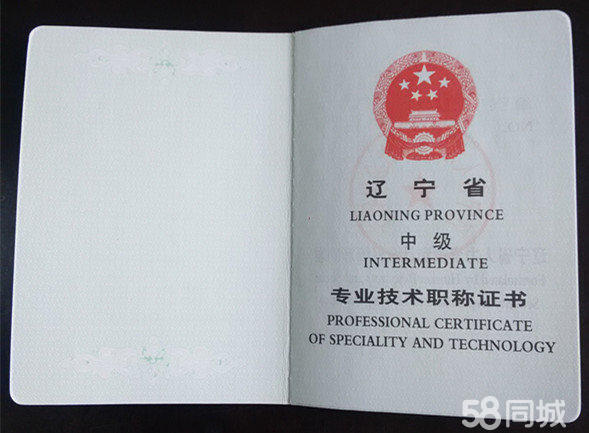 辽宁省
LIAONING PROVINCE
中级
INTERMEDIATE
专业技术职称证书
PROFESSIONAL CERTIFICATE
OF SPECIALITY AND TECHNOLOGY
58同城